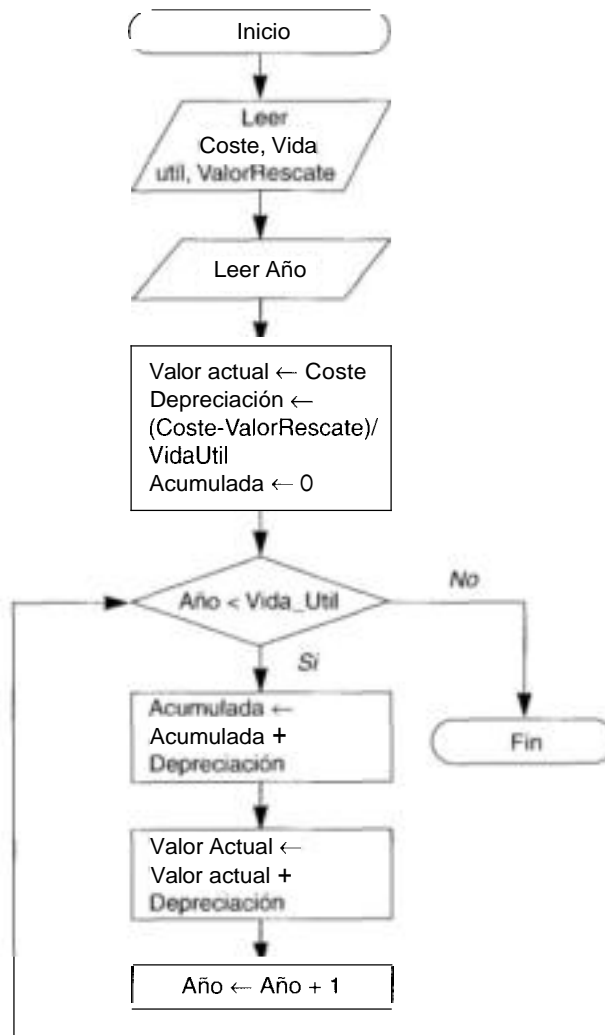 Inicio
Leer
Coste, Vida
util, ValorRescate
Leer Año
Valor actual ← Coste
Depreciación ←
(Coste-ValorRescate)/
VidaUtil
Acumulada ← 0
Año < Vida_Util
No
Si
Acumulada ←
Acumulada +
Depreciación
Fin
Valor Actual ←
Valor actual +
Depreciación
Año ← Año + 1